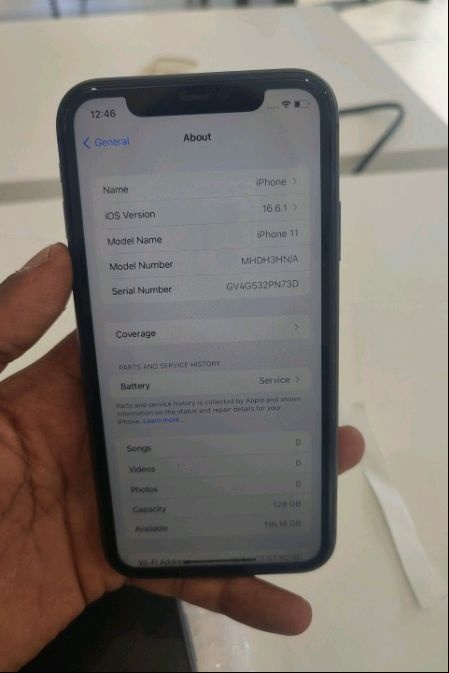 12:46
General
About
Name iPhone
iOS Version 16.6.1
Model Name iPhone 11
Model Number MHDH3HN/A
Serial Number GV4G532PN73D
Coverage
PARTS AND SERVICE HISTORY
Battery Service
Parts and service history is collected by Apple and shows
information on the status and repair details for your
iPhone. Learn more...
Songs 0
Videos 0
Photos 0
Capacity 128 GB
Available 116.16 GB
Wi-Fi Address